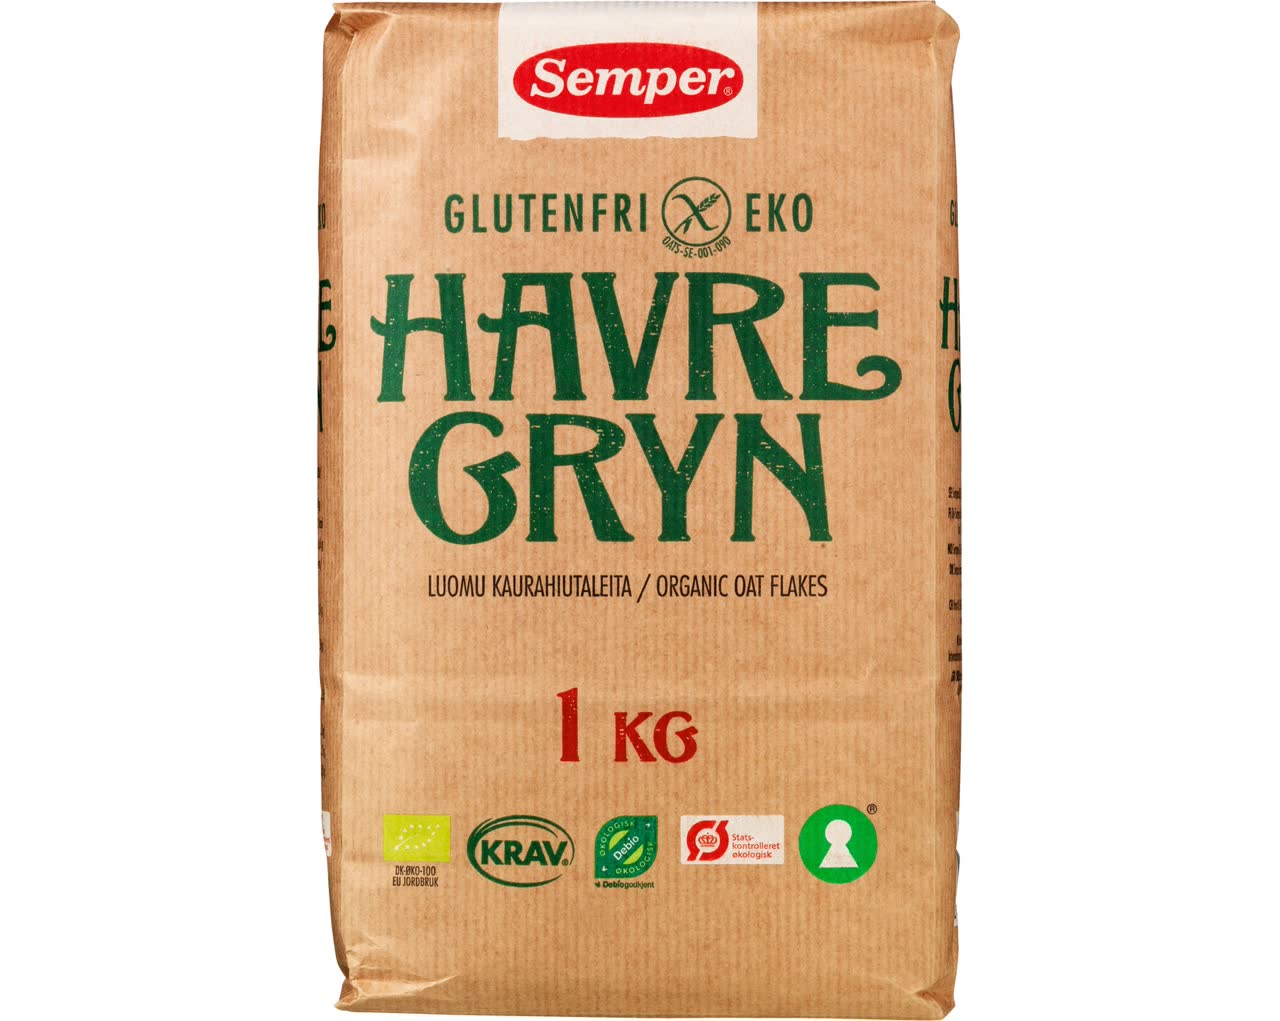 Semper®
GLUTENFRI EKO
OATS-SE-001-090
HAVRE
GRYN
LUOMU KAURAHIUTALEITA / ORGANIC OAT FLAKES
1 KG
DK-ØKO-100
EU JORDBRUK
KRAV®
ØKOLOGISK
Debio
ØKOLOGISK
Debiogodkjent
Ø
Stats-
kontrolleret
økologisk
®